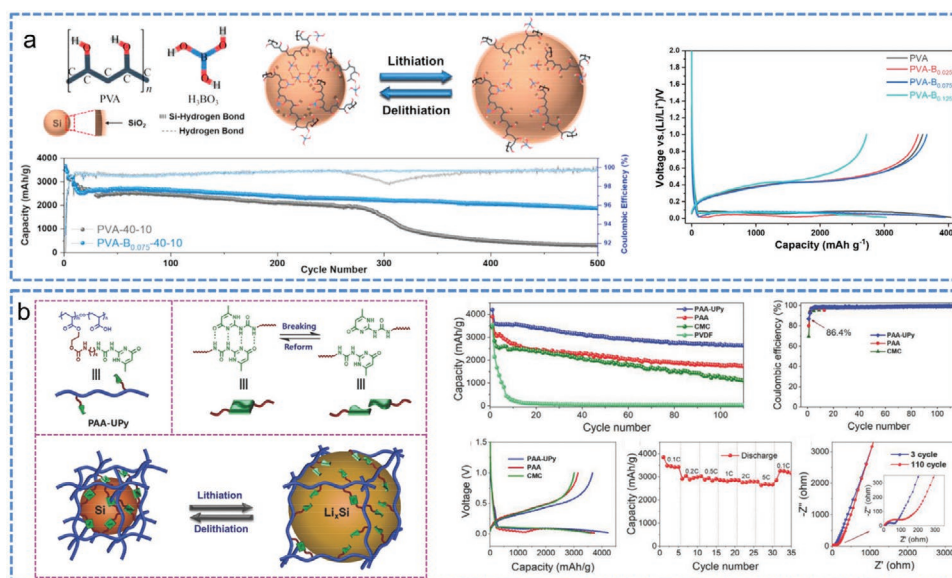 a
H
O
H
O
C
C
C
C
n
PVA
H
O
O
H
B
O
H
H₃BO₃
Si
SiO₂
Si-Hydrogen Bond
Hydrogen Bond
Lithiation
Delithiation
Capacity (mAh/g)
4000
3000
2000
1000
0
PVA-40-10
PVA-B0.075-40-10
0
100
200
300
400
500
Cycle Number
100
98
96
94
92
Coulombic Efficiency (%)
Voltage vs.(Li/Li⁺)/V
2.0
1.8
1.6
1.4
1.2
1.0
0.8
0.6
0.4
0.2
0.0
PVA
PVA-B0.025
PVA-B0.075
PVA-B0.125
0
1000
2000
3000
4000
Capacity (mAh g⁻¹)
b
PAA-UPy
Breaking
Reform
Si
Lithiation
Delithiation
LiₓSi
Capacity (mAh/g)
4000
3000
2000
1000
0
PAA-UPy
PAA
CMC
PVDF
0
20
40
60
80
100
Cycle number
Coulombic efficiency (%)
100
80
60
40
20
0
86.4%
PAA-UPy
PAA
CMC
0
20
40
60
80
100
Cycle number
Voltage (mAh)
1.5
1.0
0.5
0.0
PAA-UPy
PAA
CMC
0
1000
2000
3000
4000
Capacity (mAh/g)
Capacity (mAh/g)
4000
3000
2000
1000
0
Discharge
0.1C
0.2C
0.5C
1C
2C
5C
0.1C
0
5
10
15
20
25
30
35
Cycle number
-Z'' (ohm)
3000
2000
1000
0
3 cycle
110 cycle
-Z'' (ohm)
300
200
100
0
0
100
200
300
Z' (ohm)
0
1000
2000
3000
Z' (ohm)